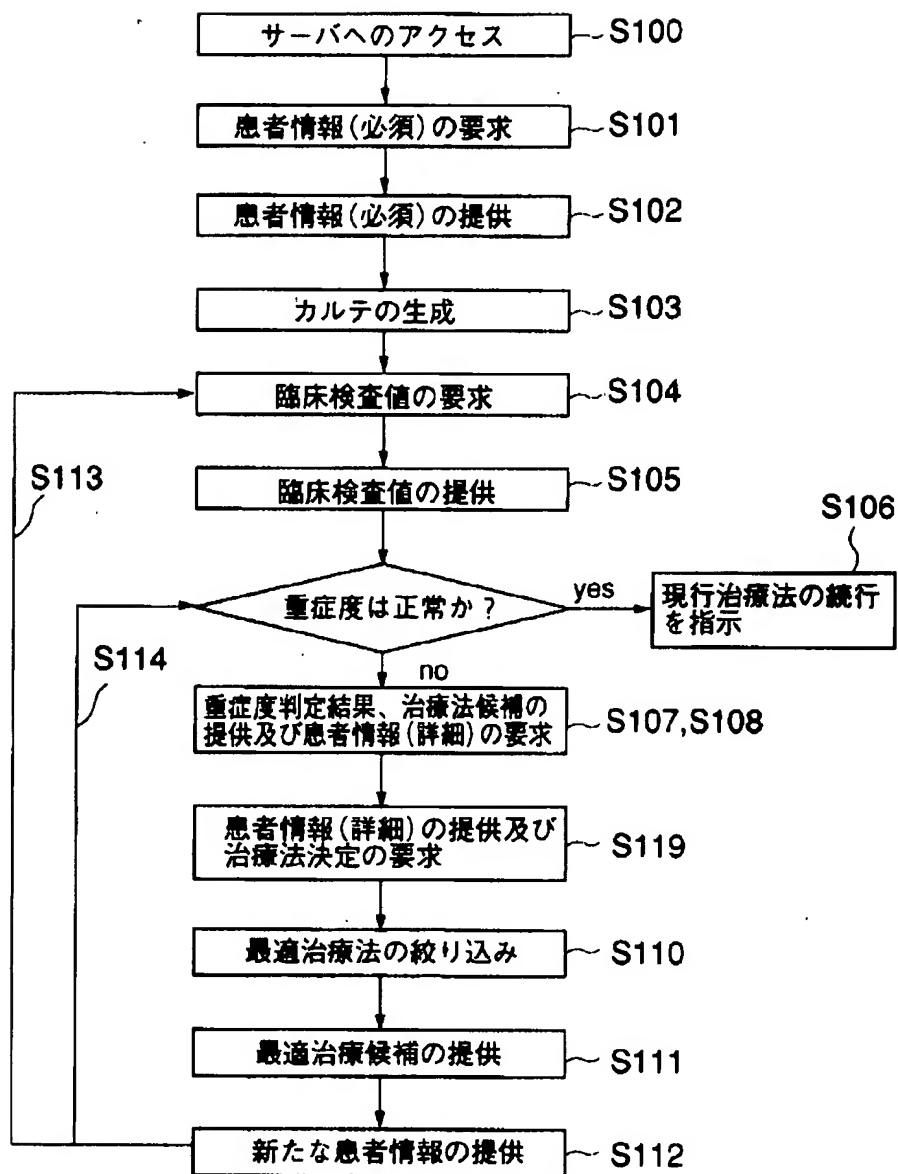 サーバへのアクセス
S100
患者情報(必須)の要求
S101
患者情報(必須)の提供
S102
カルテの生成
S103
臨床検査値の要求
S104
S113
臨床検査値の提供
S105
S106
重症度は正常か?
yes
現行治療法の続行
を指示
S114
no
重症度判定結果、治療法候補の
提供及び患者情報(詳細)の要求
S107,S108
患者情報(詳細)の提供及び
治療法決定の要求
S119
最適治療法の絞り込み
S110
最適治療候補の提供
S111
新たな患者情報の提供
S112